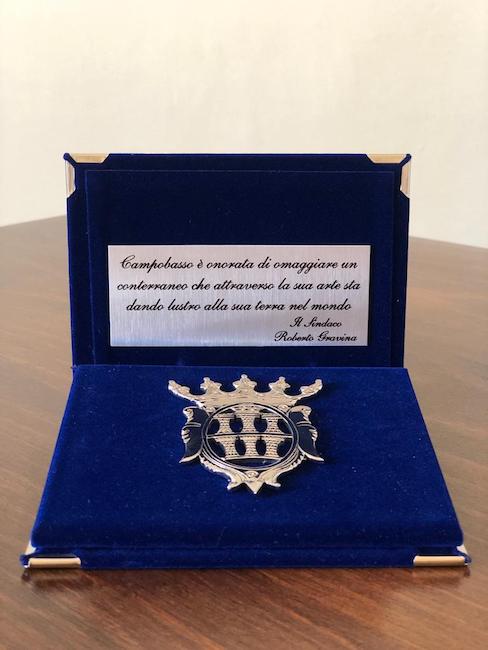 Campobasso è onorata di omaggiare un
conterraneo che attraverso la sua arte sta
dando lustro alla sua terra nel mondo
Il Sindaco
Roberto Gravina